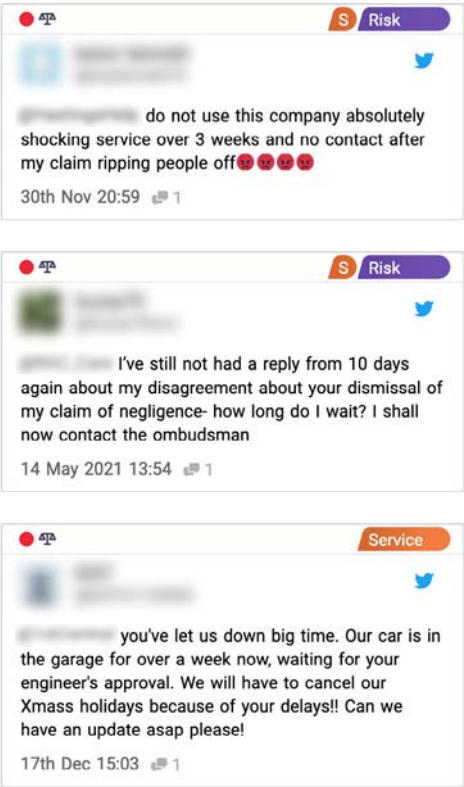 S Risk
do not use this company absolutely
shocking service over 3 weeks and no contact after
my claim ripping people off😡😡😡😡
30th Nov 20:59 1
S Risk
I've still not had a reply from 10 days
again about my disagreement about your dismissal of
my claim of negligence- how long do I wait? I shall
now contact the ombudsman
14 May 2021 13:54 1
Service
you've let us down big time. Our car is in
the garage for over a week now, waiting for your
engineer's approval. We will have to cancel our
Xmass holidays because of your delays!! Can we
have an update asap please!
17th Dec 15:03 1